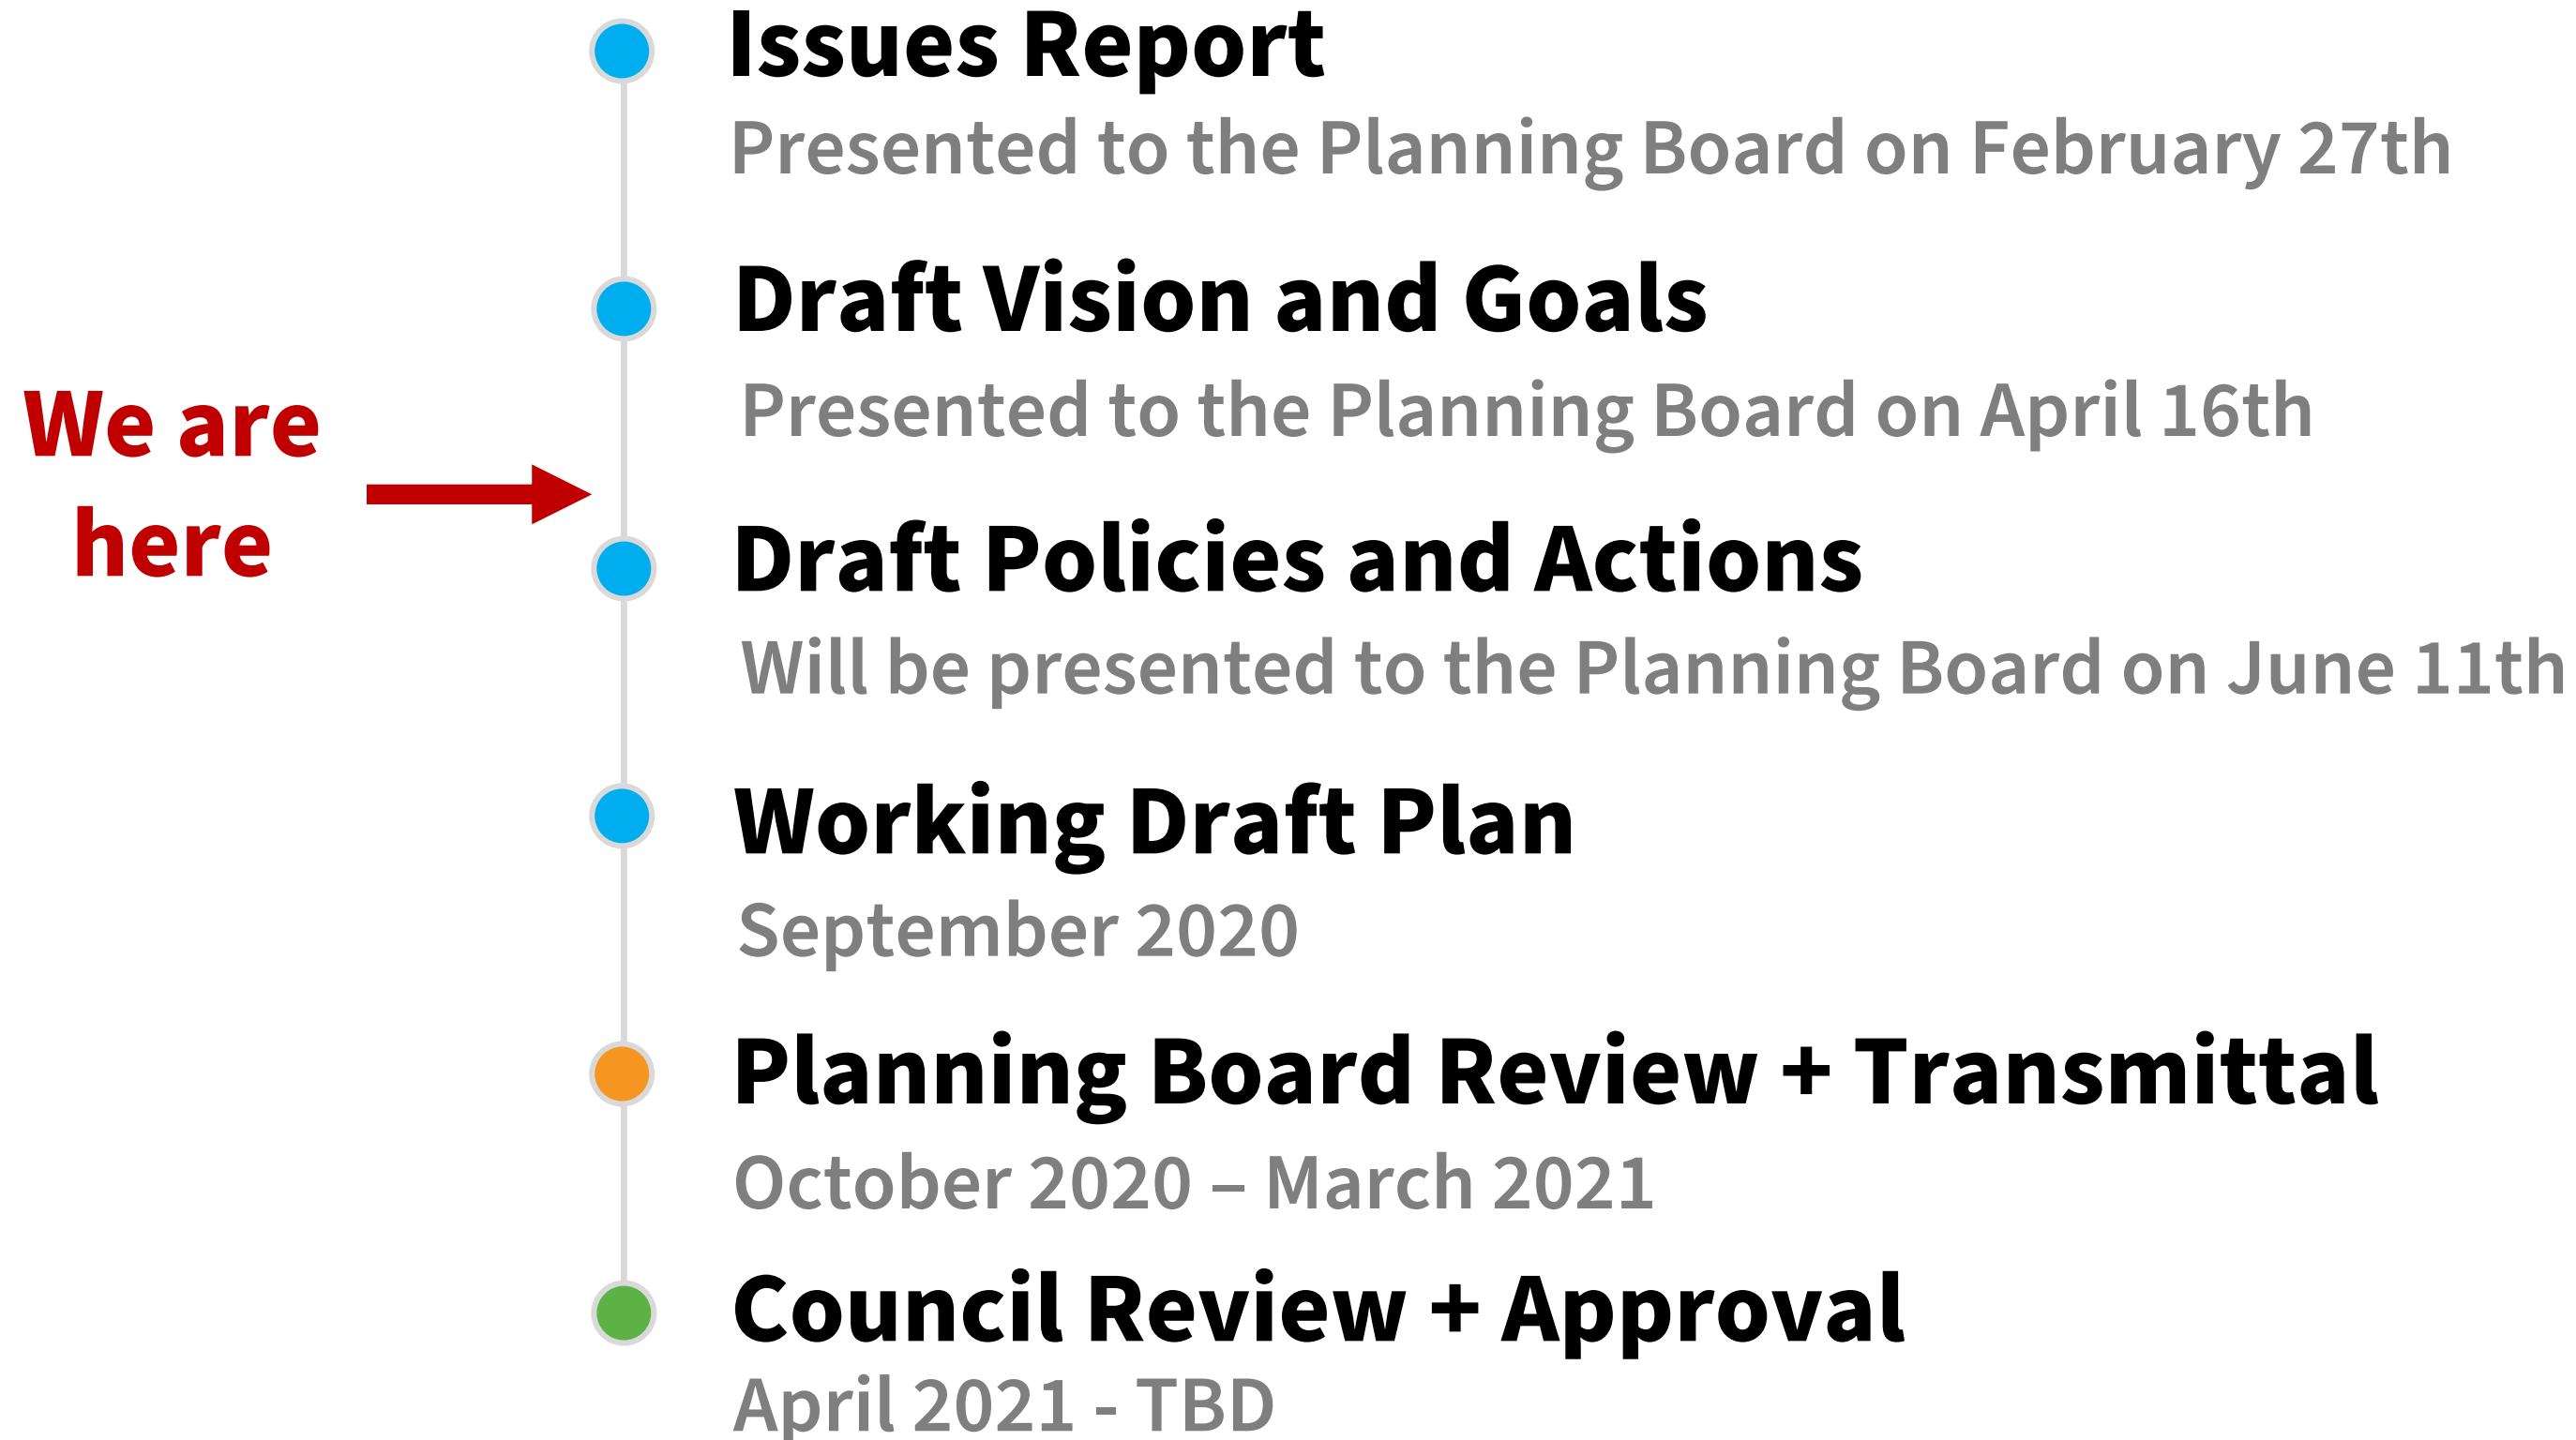 Issues Report
Presented to the Planning Board on February 27th
Draft Vision and Goals
Presented to the Planning Board on April 16th
We are
here
Draft Policies and Actions
Will be presented to the Planning Board on June 11th
Working Draft Plan
September 2020
Planning Board Review + Transmittal
October 2020 – March 2021
Council Review + Approval
April 2021 - TBD